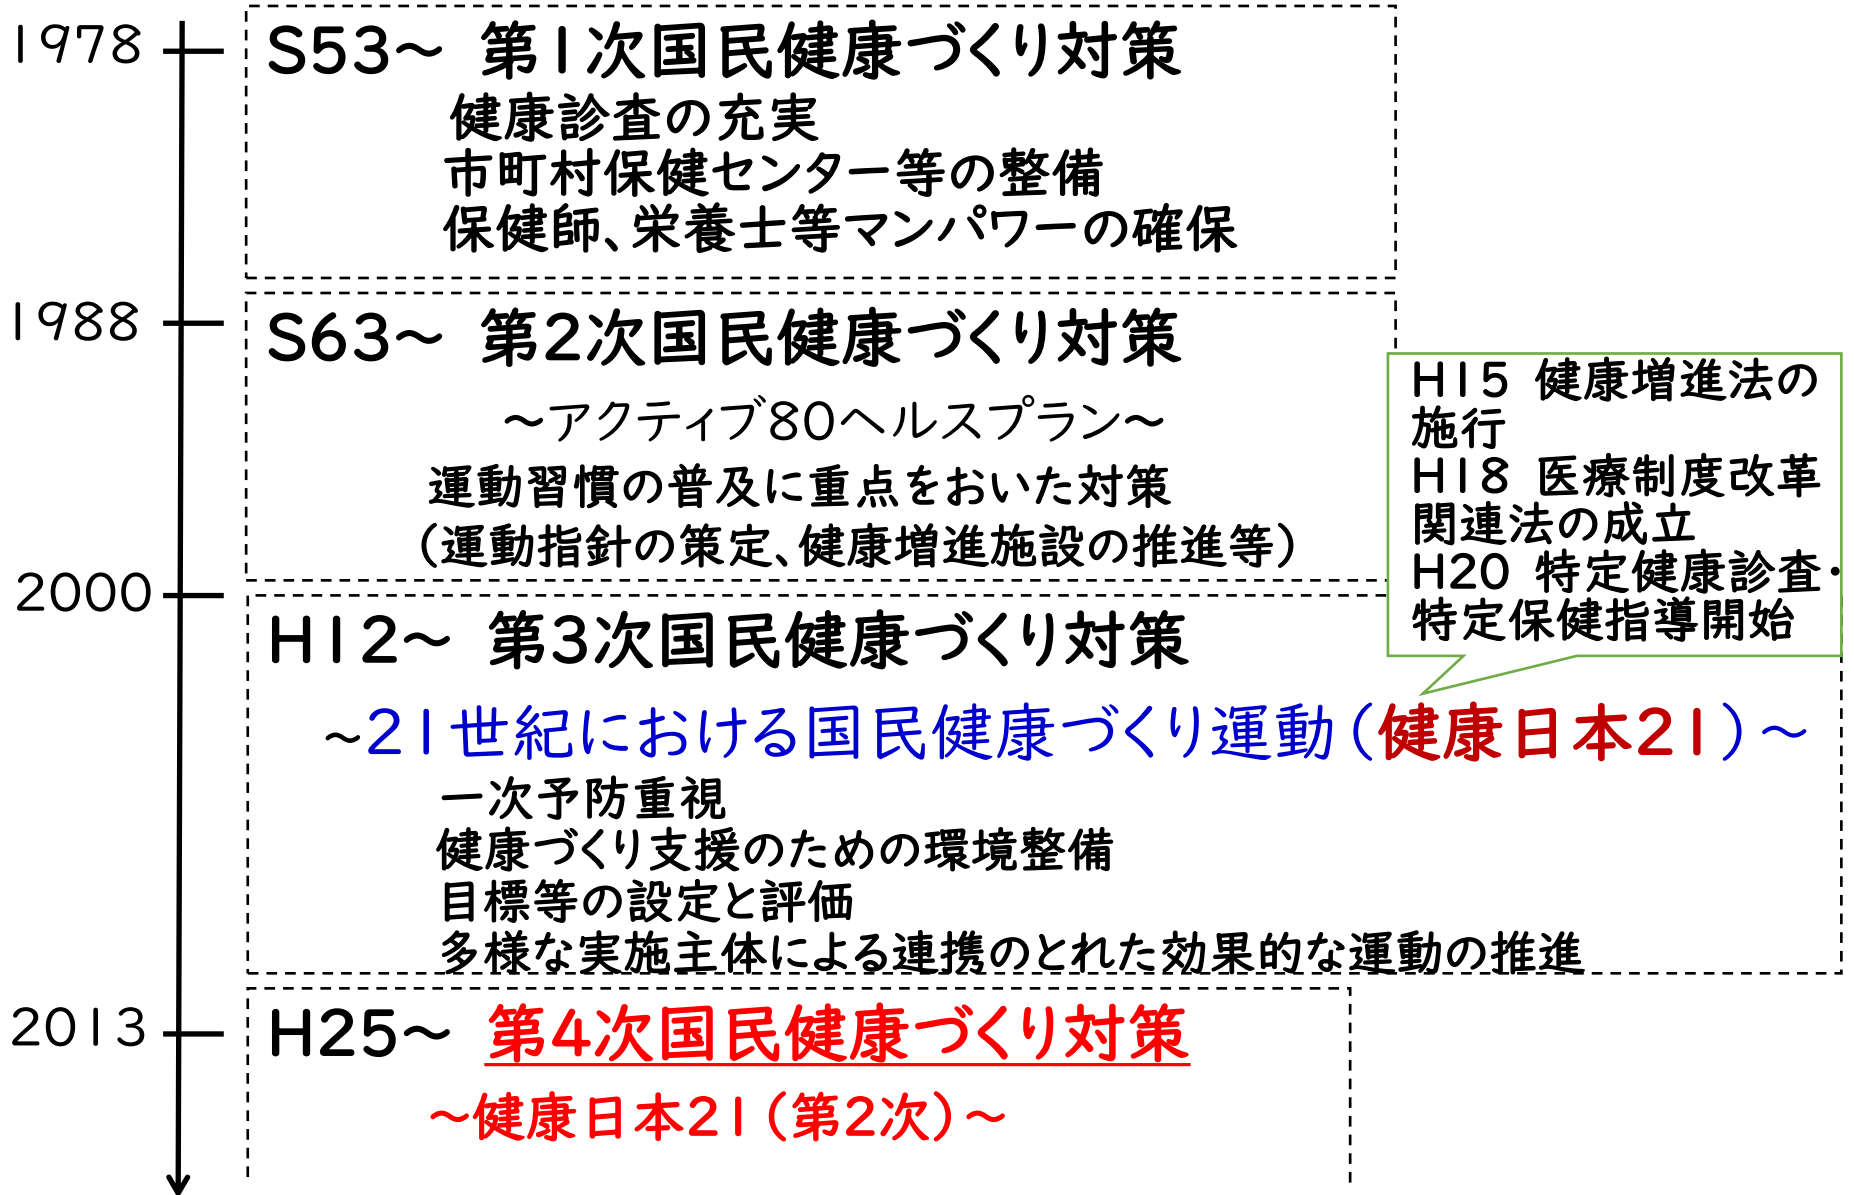 1978
S53～ 第1次国民健康づくり対策
健康診査の充実
市町村保健センター等の整備
保健師、栄養士等マンパワーの確保
1988
S63～ 第2次国民健康づくり対策
～アクティブ80ヘルスプラン～
運動習慣の普及に重点をおいた対策
（運動指針の策定、健康増進施設の推進等）
H15 健康増進法の
施行
H18 医療制度改革
関連法の成立
H20 特定健康診査・
特定保健指導開始
2000
H12～ 第3次国民健康づくり対策
～21世紀における国民健康づくり運動（健康日本21）～
一次予防重視
健康づくり支援のための環境整備
目標等の設定と評価
多様な実施主体による連携のとれた効果的な運動の推進
2013
H25～ 第4次国民健康づくり対策
～健康日本21（第2次）～